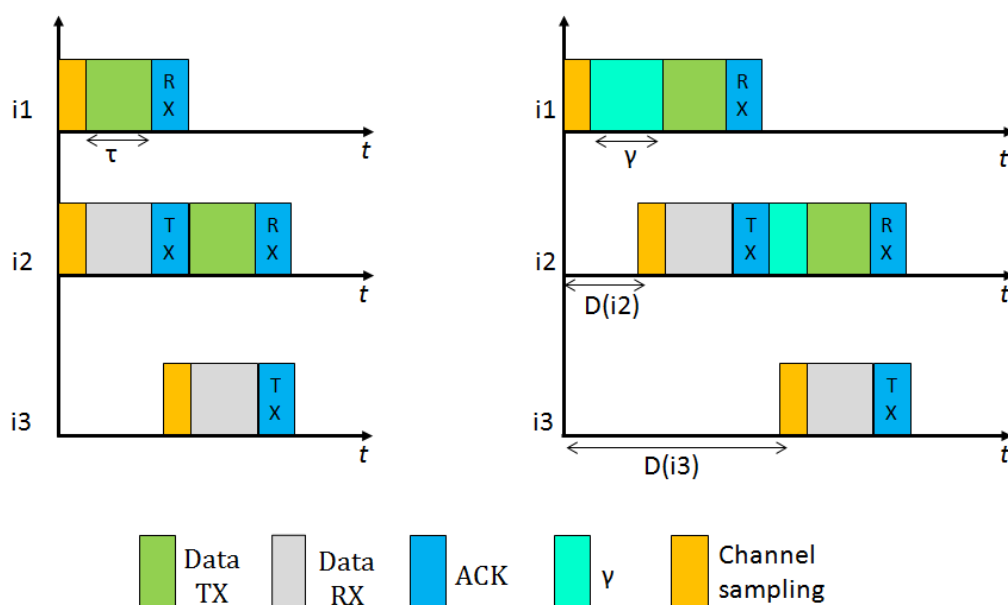 i1
R
X
t
τ
i2
T
X
R
X
t
i3
T
X
t
i1
R
X
t
γ
i2
T
X
R
X
t
D(i2)
i3
T
X
t
D(i3)
Data
TX
Data
RX
ACK
γ
Channel
sampling